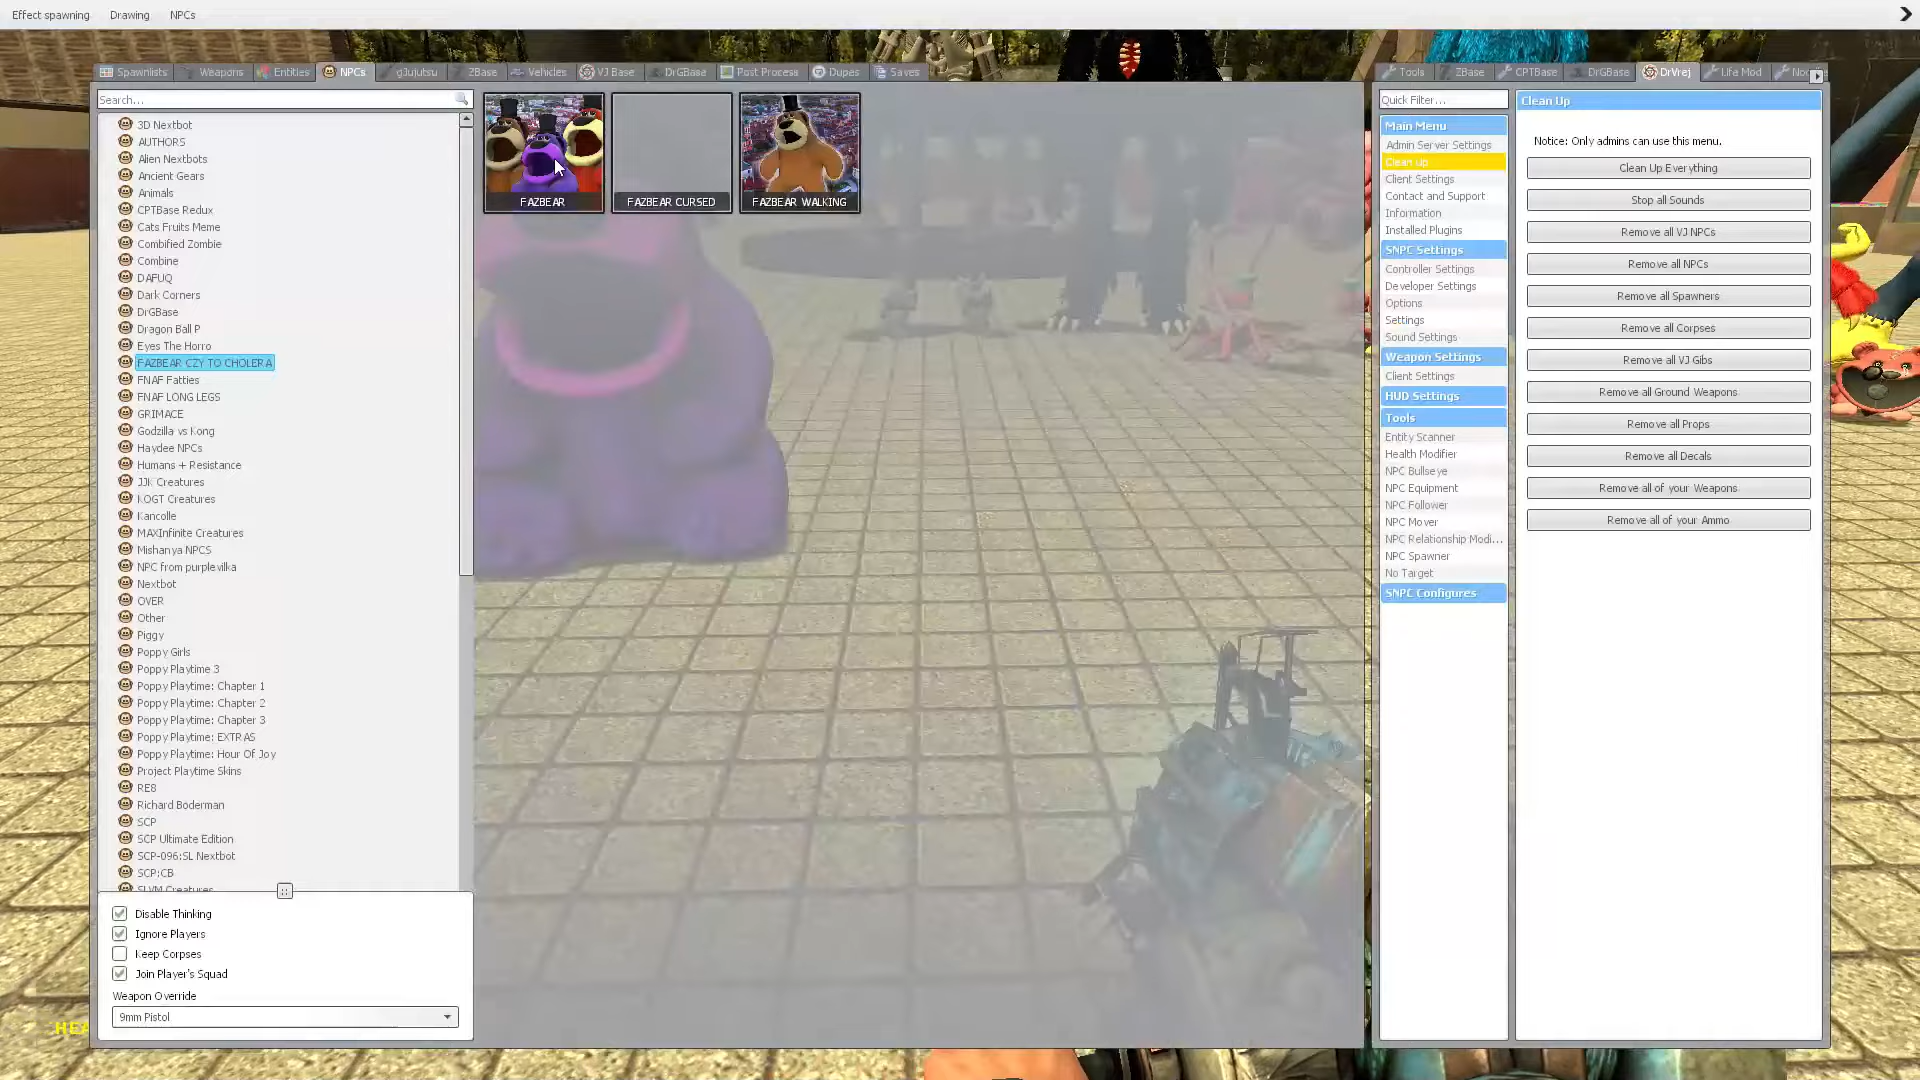 Effect spawning Drawing NPCs
Spawnlists Weapons Entities NPCs gJujutsu ZBase Vehicles VJ Base DrGBase Post Process Dupes Saves
Search...
3D Nextbot
AUTHORS
Alien Nextbots
Ancient Gears
Animals
CPTBase Redux
Cats Fruits Meme
Combified Zombie
Combine
DAFUQ
Dark Corners
DrGBase
Dragon Ball P
Eyes The Horro
FAZBEAR CZY TO CHOLERA
FNAF Fatties
FNAF LONG LEGS
GRIMACE
Godzilla vs Kong
Haydee NPCs
Humans + Resistance
JJK Creatures
KOGT Creatures
Kancolle
MAXInfinite Creatures
Mishanya NPCS
NPC from purplevilka
Nextbot
OVER
Other
Piggy
Poppy Girls
Poppy Playtime 3
Poppy Playtime: Chapter 1
Poppy Playtime: Chapter 2
Poppy Playtime: Chapter 3
Poppy Playtime: EXTRAS
Poppy Playtime: Hour Of Joy
Project Playtime Skins
RE8
Richard Boderman
SCP
SCP Ultimate Edition
SCP-096:SL Nextbot
SCP:CB
SLVM Creatures
Disable Thinking
Ignore Players
Keep Corpses
Join Player's Squad
Weapon Override
9mm Pistol
HEA
FAZBEAR FAZBEAR CURSED FAZBEAR WALKING
Tools ZBase CPTBase DrGBase DrVrej Life Mod
Quick Filter...
Main Menu
Admin Server Settings
Clean up
Client Settings
Contact and Support
Information
Installed Plugins
SNPC Settings
Controller Settings
Developer Settings
Options
Settings
Sound Settings
Weapon Settings
Client Settings
HUD Settings
Tools
Entity Scanner
Health Modifier
NPC Bullseye
NPC Equipment
NPC Follower
NPC Mover
NPC Relationship Modi...
NPC Spawner
No Target
SNPC Configures
Clean Up
Notice: Only admins can use this menu.
Clean Up Everything
Stop all Sounds
Remove all VJ NPCs
Remove all NPCs
Remove all Spawners
Remove all Corpses
Remove all VJ Gibs
Remove all Ground Weapons
Remove all Props
Remove all Decals
Remove all of your Weapons
Remove all of your Ammo